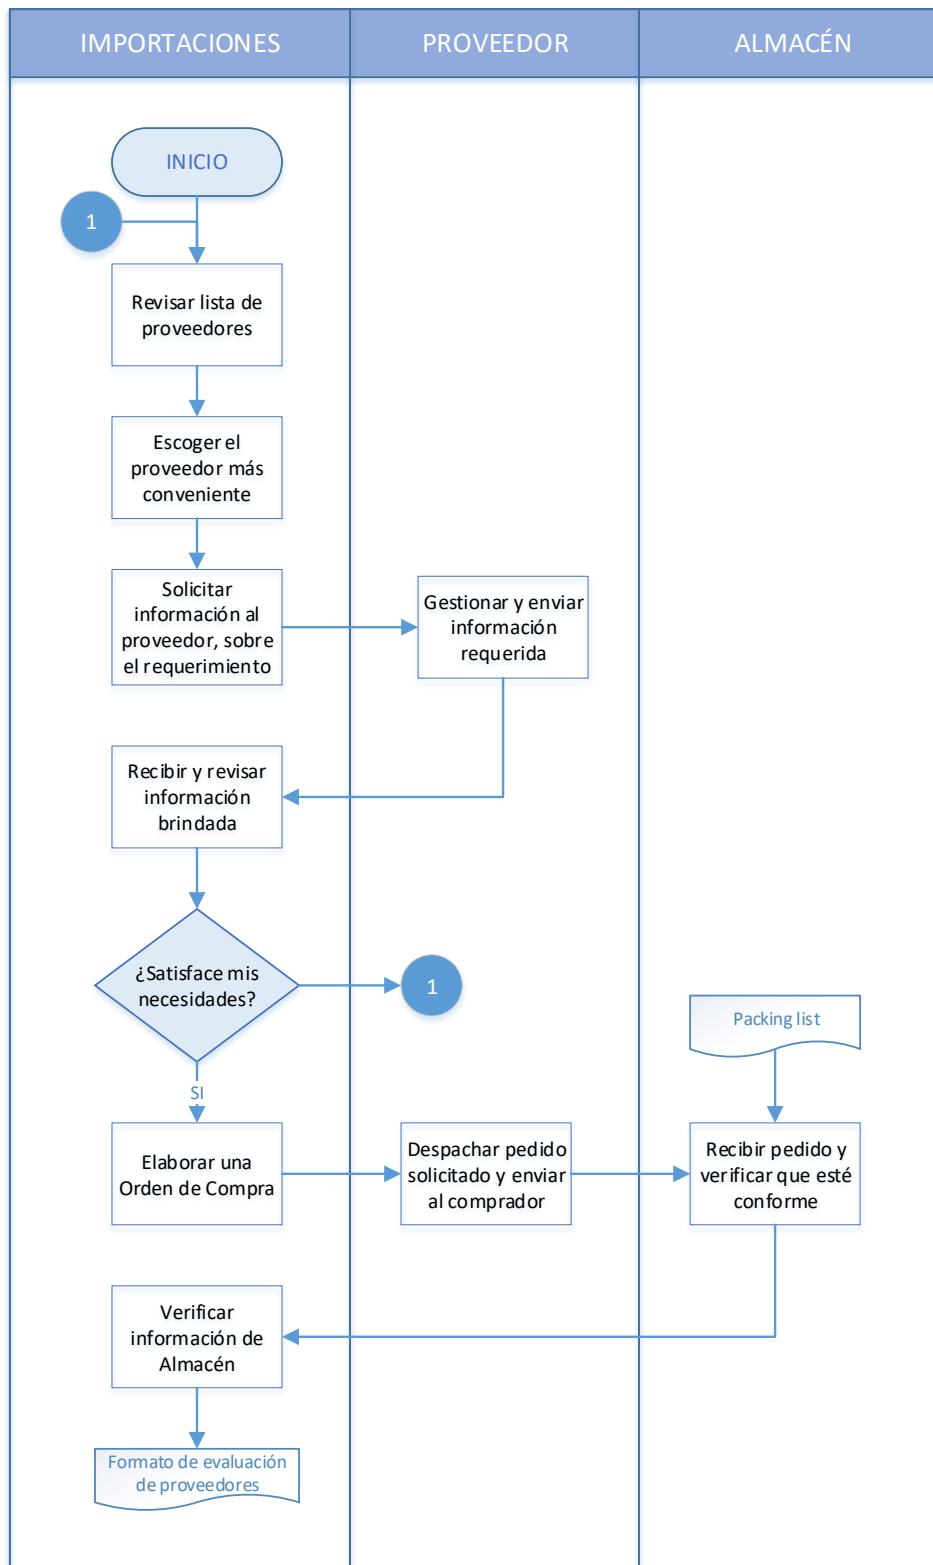 IMPORTACIONES
PROVEEDOR
ALMACÉN
INICIO
1
Revisar lista de
proveedores
Escoger el
proveedor más
conveniente
Solicitar
información al
proveedor, sobre
el requerimiento
Gestionar y enviar
información
requerida
Recibir y revisar
información
brindada
¿Satisface mis
necesidades?
1
Packing list
SI
Elaborar una
Orden de Compra
Despachar pedido
solicitado y enviar
al comprador
Recibir pedido y
verificar que esté
conforme
Verificar
información de
Almacén
Formato de evaluación
de proveedores